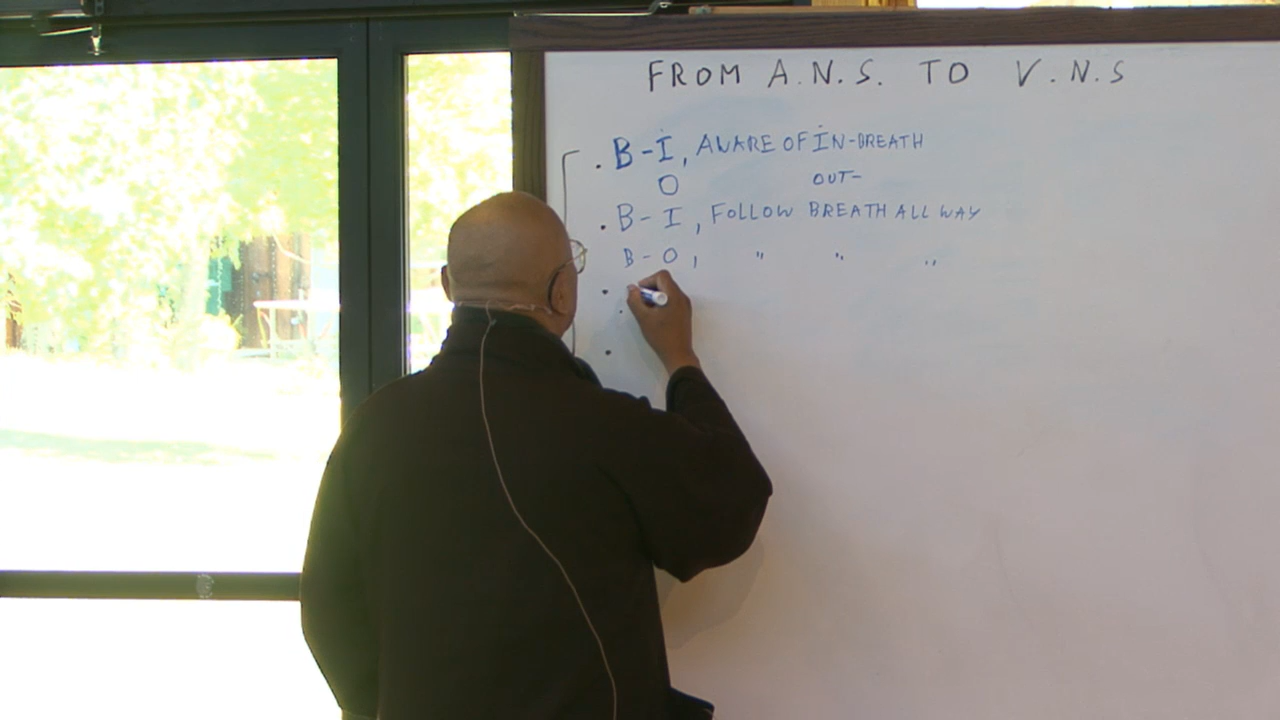 FROM A.N.S. TO V.N.S
. B-I, AWARE OF IN-BREATH
O OUT-
. B-I, FOLLOW BREATH ALL WAY
B-O, " " "